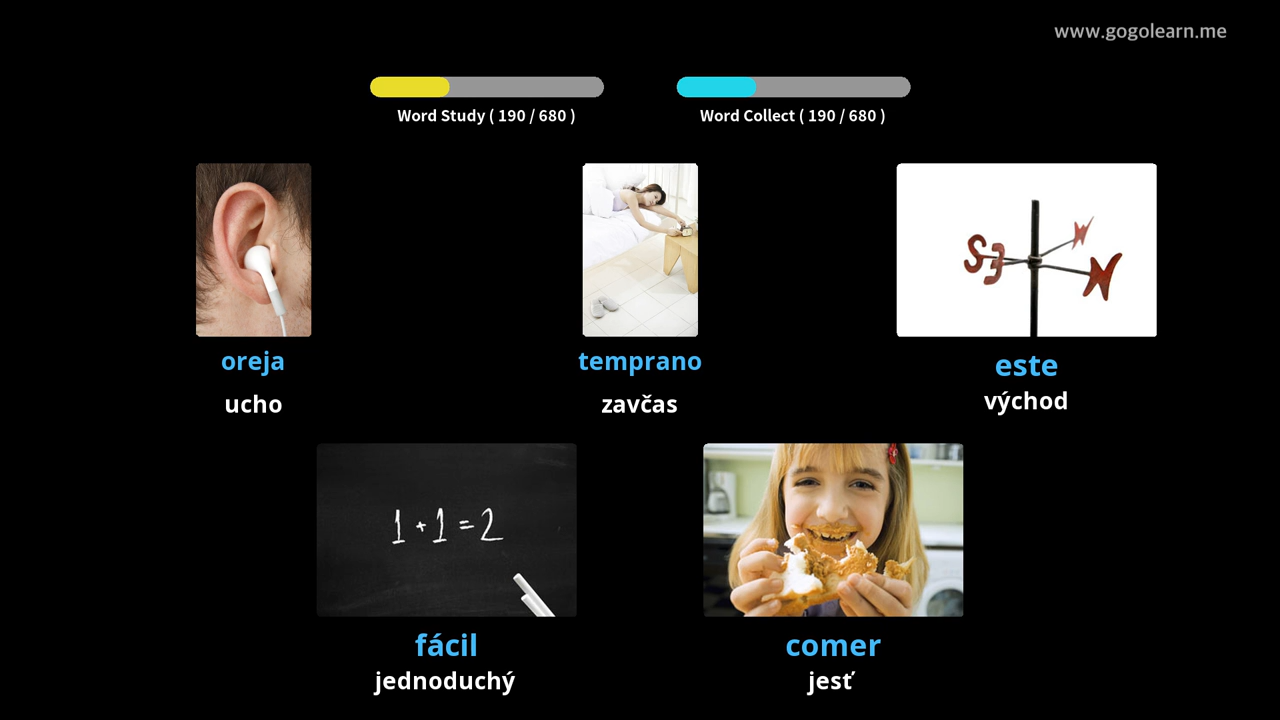 www.gogolearn.me
Word Study ( 190 / 680 )
Word Collect ( 190 / 680 )
oreja
ucho
temprano
zavčas
este
východ
1 + 1 = 2
fácil
jednoduchý
comer
jesť